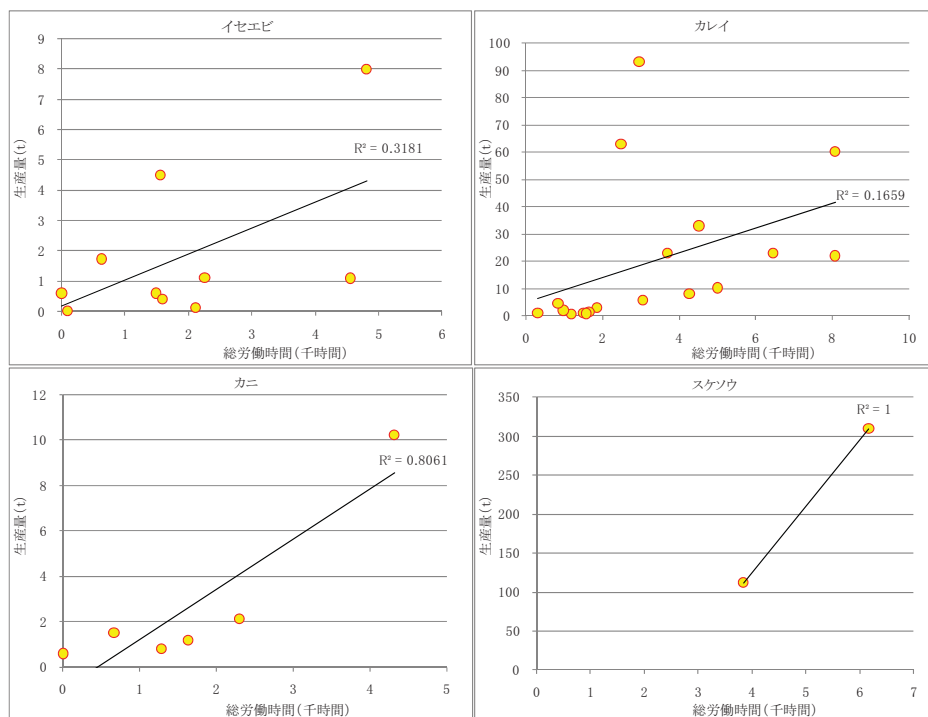 イセエビ
9
8
7
6
5
4
3
2
1
0
0 1 2 3 4 5 6
生産量(t)
総労働時間(千時間)
R² = 0.3181
カレイ
100
90
80
70
60
50
40
30
20
10
0
0 2 4 6 8 10
生産量(t)
総労働時間(千時間)
R² = 0.1659
カニ
12
10
8
6
4
2
0
0 1 2 3 4 5
生産量(t)
総労働時間(千時間)
R² = 0.8061
スケソウ
350
300
250
200
150
100
50
0
0 1 2 3 4 5 6 7
生産量(t)
総労働時間(千時間)
R² = 1